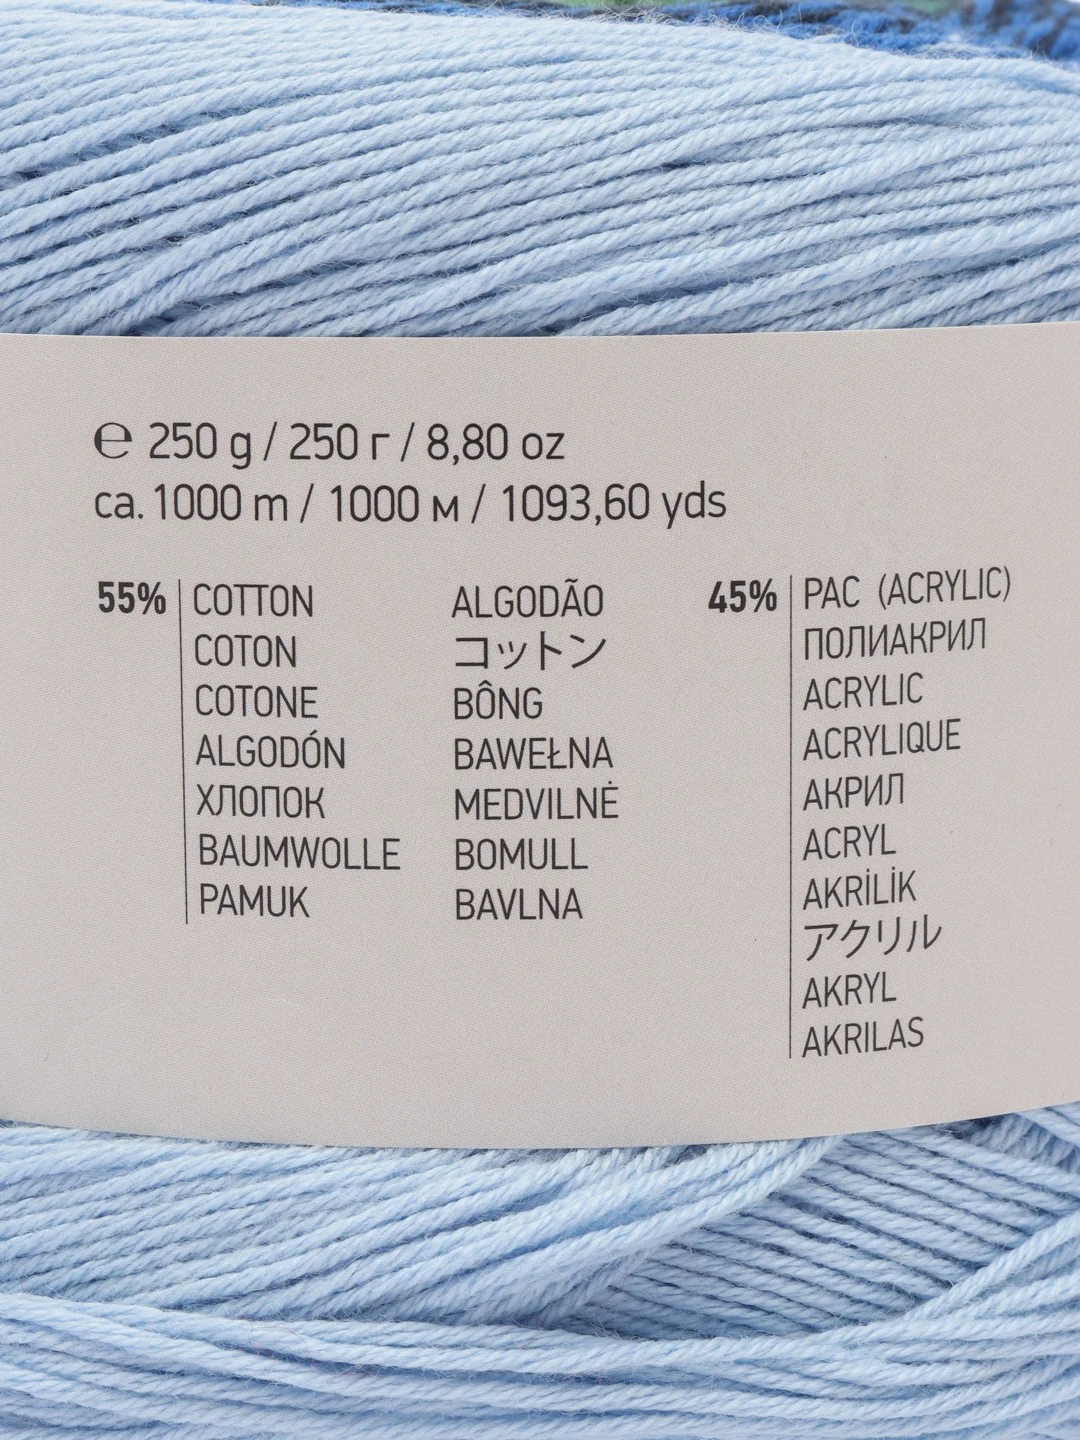 ℮ 250 g / 250 г / 8,80 oz
ca. 1000 m / 1000 м / 1093,60 yds
55%
COTTON
COTON
COTONE
ALGODÓN
ХЛОПОК
BAUMWOLLE
PAMUK
ALGODÃO
コットン
BÔNG
BAWEŁNA
MEDVILNĖ
BOMULL
BAVLNA
45%
PAC (ACRYLIC)
ПОЛИАКРИЛ
ACRYLIC
ACRYLIQUE
АКРИЛ
ACRYL
AKRİLİK
アクリル
AKRYL
AKRILAS